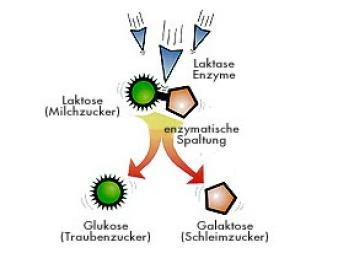 Laktase
Enzyme
Laktose
(Milchzucker)
enzymatische
Spaltung
Glukose
(Traubenzucker)
Galaktose
(Schleimzucker)